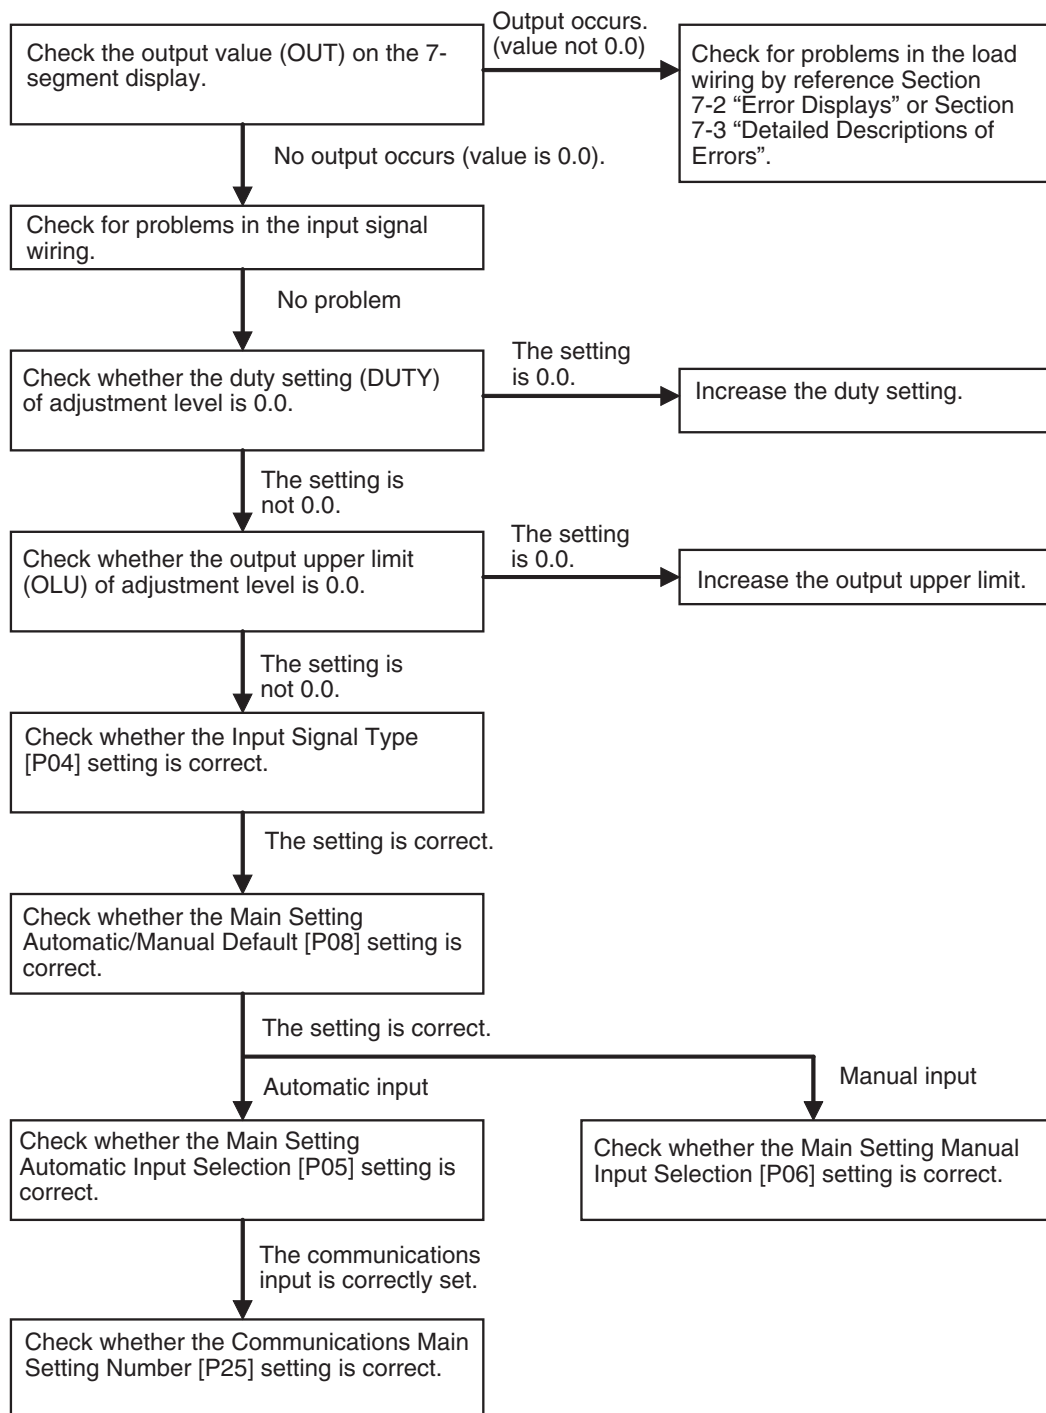 Check the output value (OUT) on the 7-
segment display.
Output occurs.
(value not 0.0)
Check for problems in the load
wiring by reference Section
7-2 “Error Displays” or Section
7-3 “Detailed Descriptions of
Errors”.
No output occurs (value is 0.0).
Check for problems in the input signal
wiring.
No problem
Check whether the duty setting (DUTY)
of adjustment level is 0.0.
The setting
is 0.0.
Increase the duty setting.
The setting is
not 0.0.
Check whether the output upper limit
(OLU) of adjustment level is 0.0.
The setting
is 0.0.
Increase the output upper limit.
The setting is
not 0.0.
Check whether the Input Signal Type
[P04] setting is correct.
The setting is correct.
Check whether the Main Setting
Automatic/Manual Default [P08] setting is
correct.
The setting is correct.
Automatic input
Manual input
Check whether the Main Setting
Automatic Input Selection [P05] setting is
correct.
Check whether the Main Setting Manual
Input Selection [P06] setting is correct.
The communications
input is correctly set.
Check whether the Communications Main
Setting Number [P25] setting is correct.